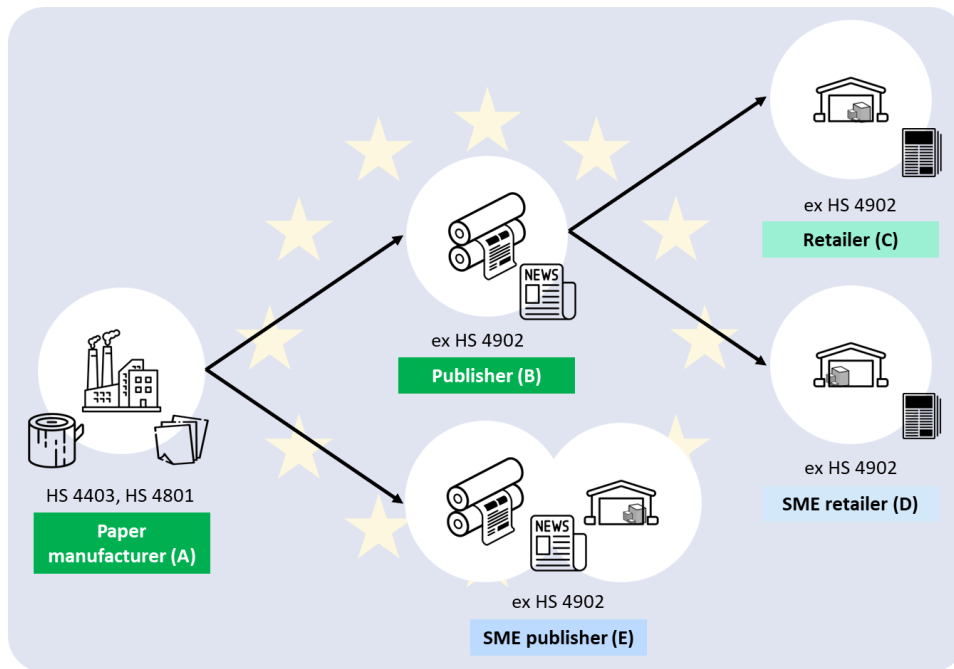 HS 4403, HS 4801
Paper
manufacturer (A)
NEWS
ex HS 4902
Publisher (B)
NEWS
ex HS 4902
SME publisher (E)
ex HS 4902
Retailer (C)
ex HS 4902
SME retailer (D)